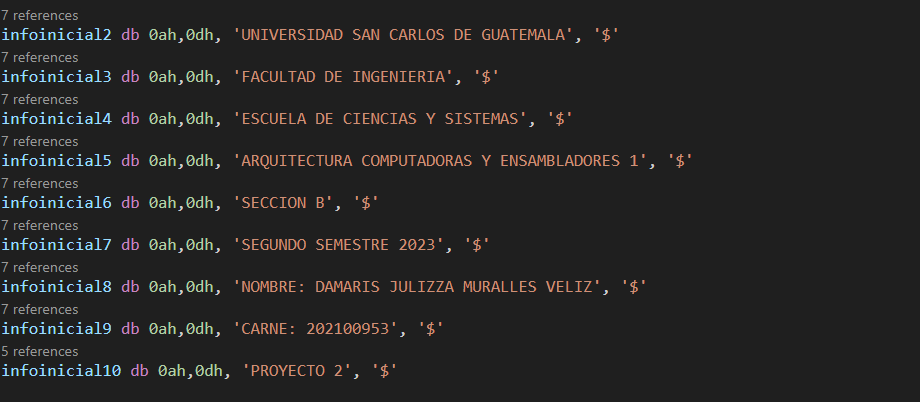 7 references
infoinicial2 db 0ah,0dh, 'UNIVERSIDAD SAN CARLOS DE GUATEMALA', '$'
7 references
infoinicial3 db 0ah,0dh, 'FACULTAD DE INGENIERIA', '$'
7 references
infoinicial4 db 0ah,0dh, 'ESCUELA DE CIENCIAS Y SISTEMAS', '$'
7 references
infoinicial5 db 0ah,0dh, 'ARQUITECTURA COMPUTADORAS Y ENSAMBLADORES 1', '$'
7 references
infoinicial6 db 0ah,0dh, 'SECCION B', '$'
7 references
infoinicial7 db 0ah,0dh, 'SEGUNDO SEMESTRE 2023', '$'
7 references
infoinicial8 db 0ah,0dh, 'NOMBRE: DAMARIS JULIZZA MURALLES VELIZ', '$'
7 references
infoinicial9 db 0ah,0dh, 'CARNE: 202100953', '$'
5 references
infoinicial10 db 0ah,0dh, 'PROYECTO 2', '$'